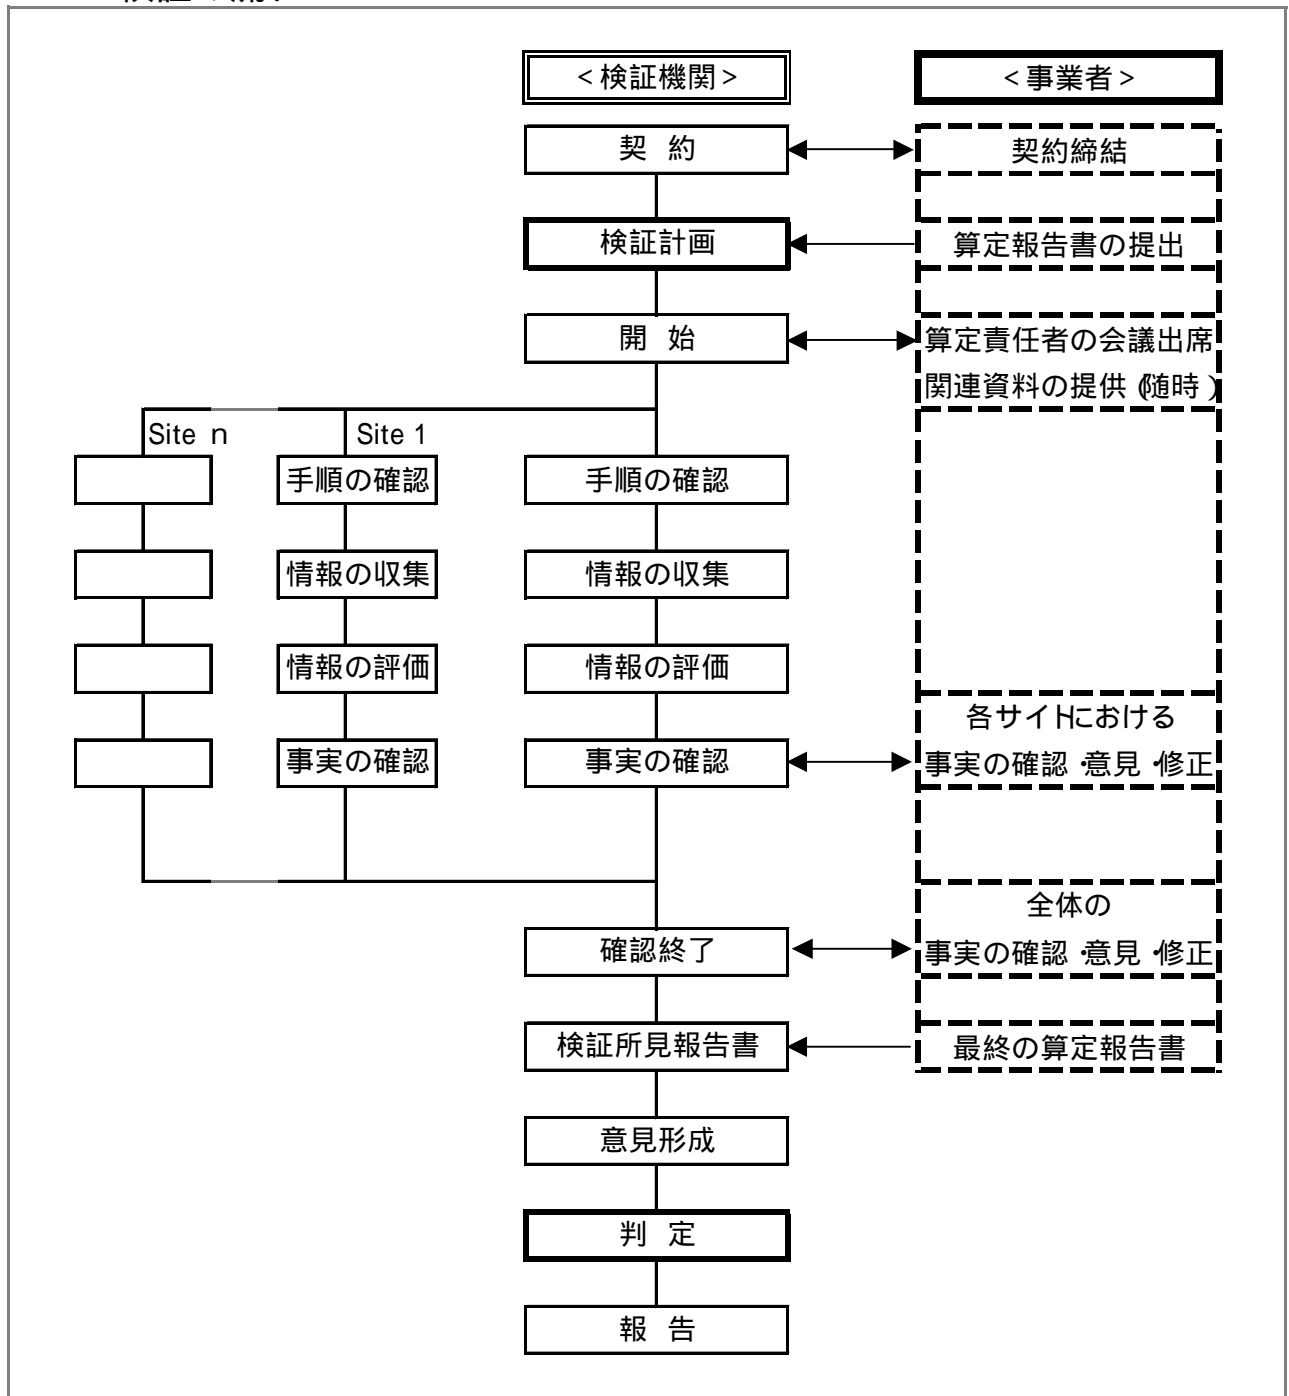 <検証機関>
<事業者>
契 約
契約締結
検証計画
算定報告書の提出
開 始
算定責任者の会議出席
関連資料の提供(随時)
Site n
Site 1
手順の確認
手順の確認
情報の収集
情報の収集
情報の評価
情報の評価
各サイトにおける
事実の確認
事実の確認
事実の確認・意見・修正
全体の
確認終了
事実の確認・意見・修正
検証所見報告書
最終の算定報告書
意見形成
判 定
報 告